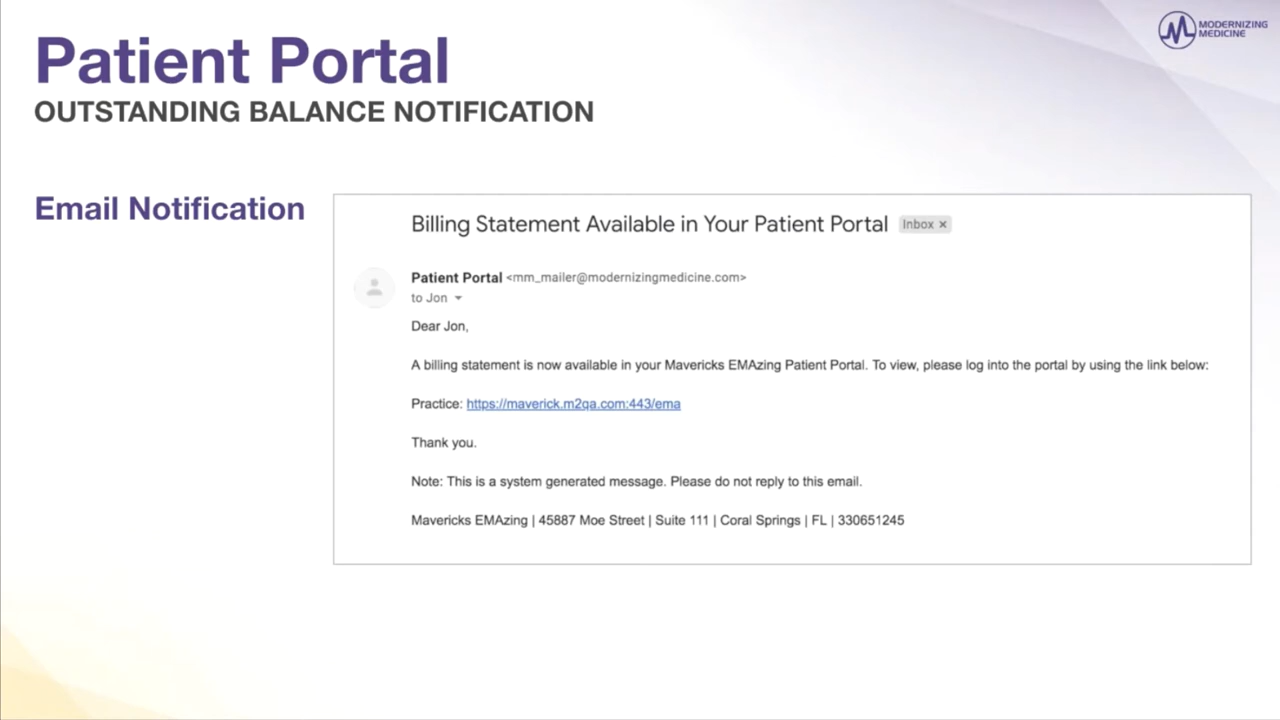 Patient Portal
OUTSTANDING BALANCE NOTIFICATION
MODERNIZING
MEDICINE
Email Notification
Billing Statement Available in Your Patient Portal Inbox ×
Patient Portal <mm_mailer@modernizingmedicine.com>
to Jon
Dear Jon,
A billing statement is now available in your Mavericks EMAzing Patient Portal. To view, please log into the portal by using the link below:
Practice: https://maverick.m2qa.com:443/ema
Thank you.
Note: This is a system generated message. Please do not reply to this email.
Mavericks EMAzing | 45887 Moe Street | Suite 111 | Coral Springs | FL | 330651245